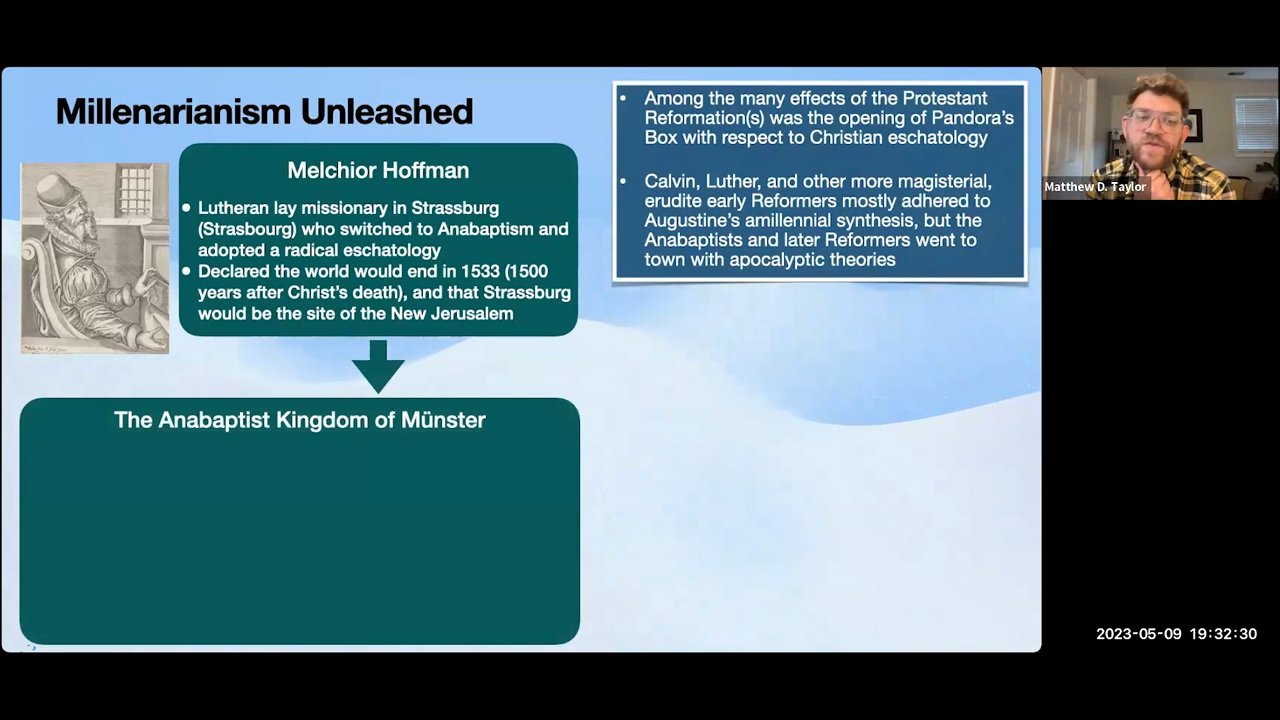 Millenarianism Unleashed
Melchior Hoffman
• Lutheran lay missionary in Strassburg
(Strasbourg) who switched to Anabaptism and
adopted a radical eschatology
• Declared the world would end in 1533 (1500
years after Christ's death), and that Strassburg
would be the site of the New Jerusalem
The Anabaptist Kingdom of Münster
• Among the many effects of the Protestant
Reformation(s) was the opening of Pandora's
Box with respect to Christian eschatology
• Calvin, Luther, and other more magisterial,
erudite early Reformers mostly adhered to
Augustine's amillennial synthesis, but the
Anabaptists and later Reformers went to
town with apocalyptic theories
Matthew D. Taylor
2023-05-09 19:32:30